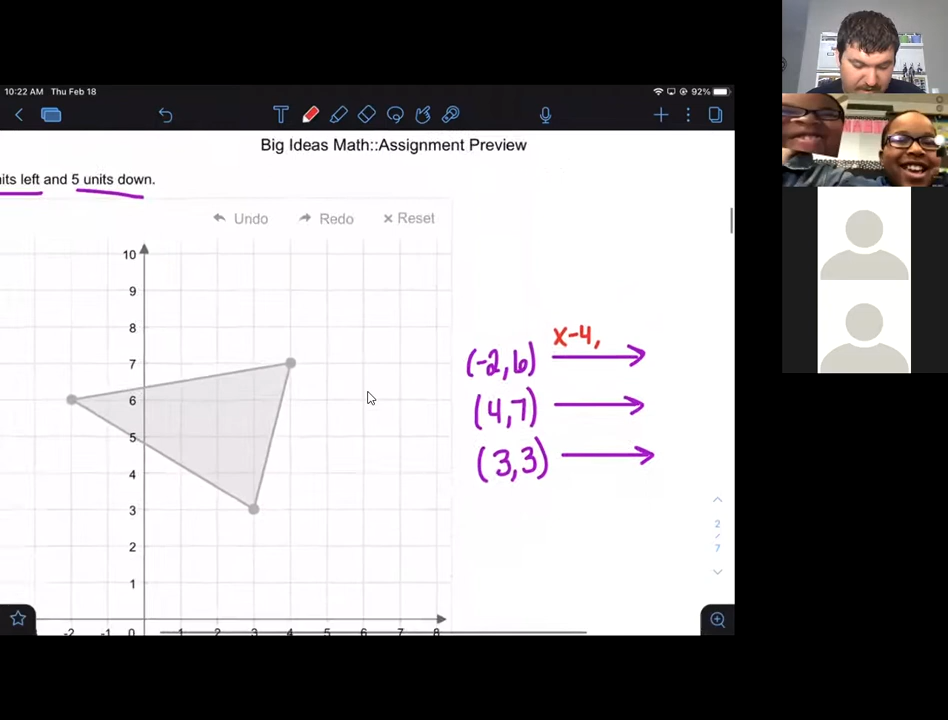 10:22 AM Thu Feb 18
92%
Big Ideas Math::Assignment Preview
nits left and 5 units down.
Undo Redo × Reset
10
9
8
7
6
5
4
3
2
1
-2 -1 0 1 2 3 4 5 6 7 8
x-4,
(-2,6)
(4,7)
(3,3)
2
/
7